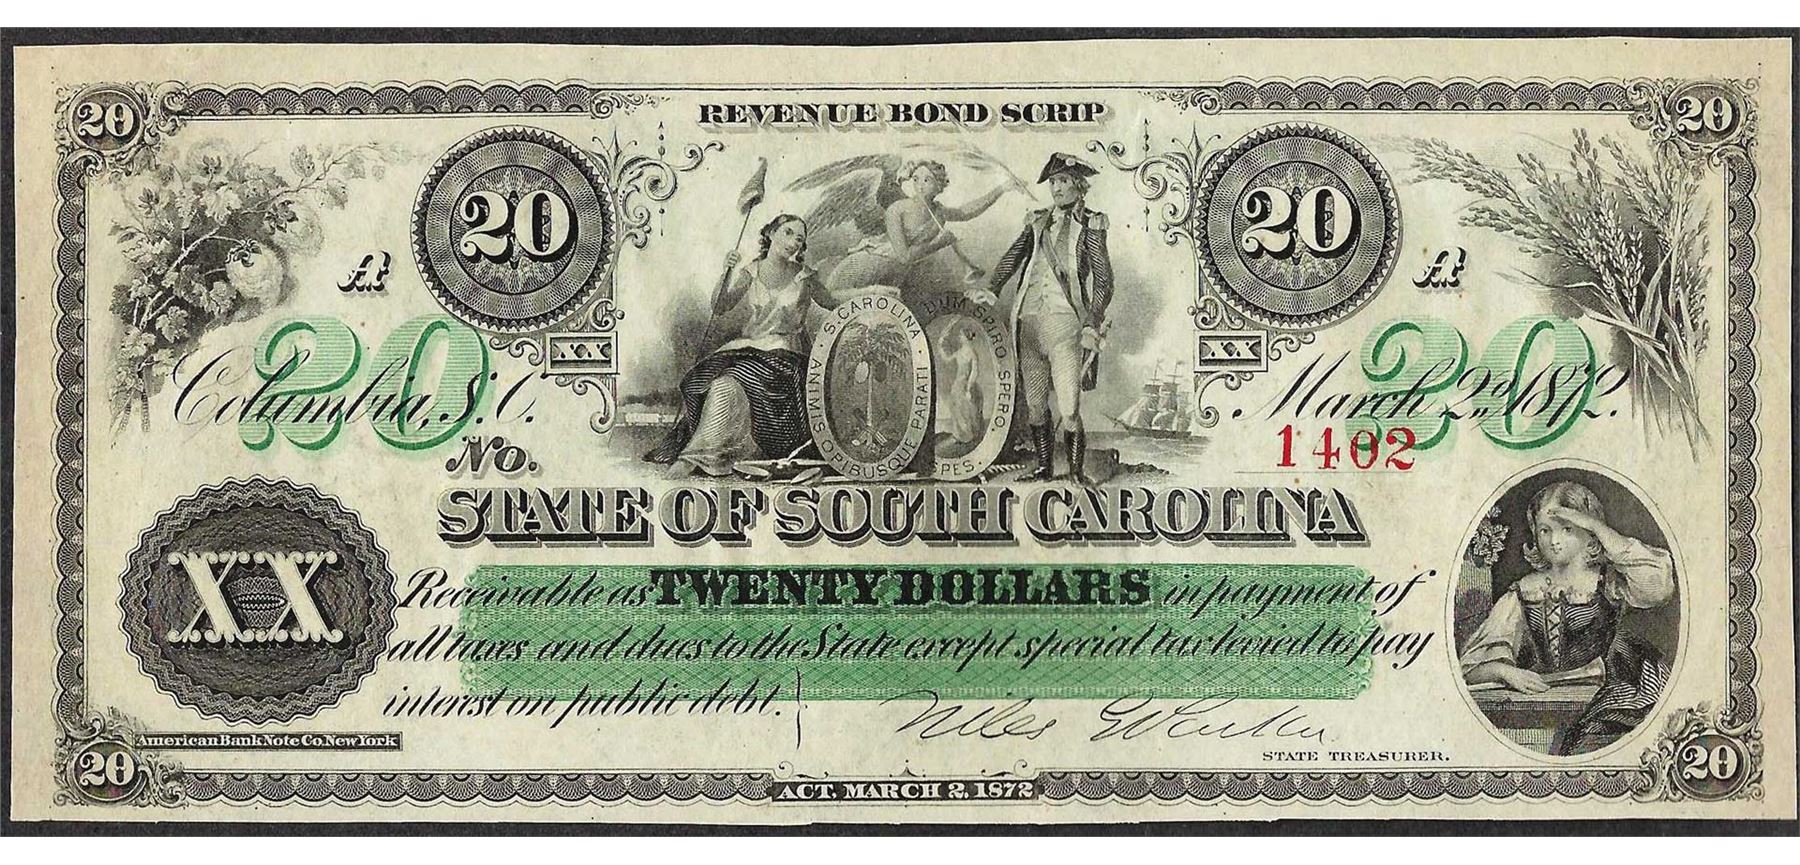 REVENUE BOND SCRIP
20 20
20 20
A A
S. CAROLINA · ANIMIS OPIBUSQUE PARATI ·
DUM SPIRO SPERO · SPES ·
XX XX
20 20
Columbia, S.C. March 2nd, 1872.
No. 1402
STATE OF SOUTH CAROLINA
XX
Receivable as TWENTY DOLLARS in payment of
all taxes and dues to the State except special tax levied to pay
interest on public debt.
Niles G Parker
American Bank Note Co. New York
STATE TREASURER.
20 20
ACT, MARCH 2, 1872